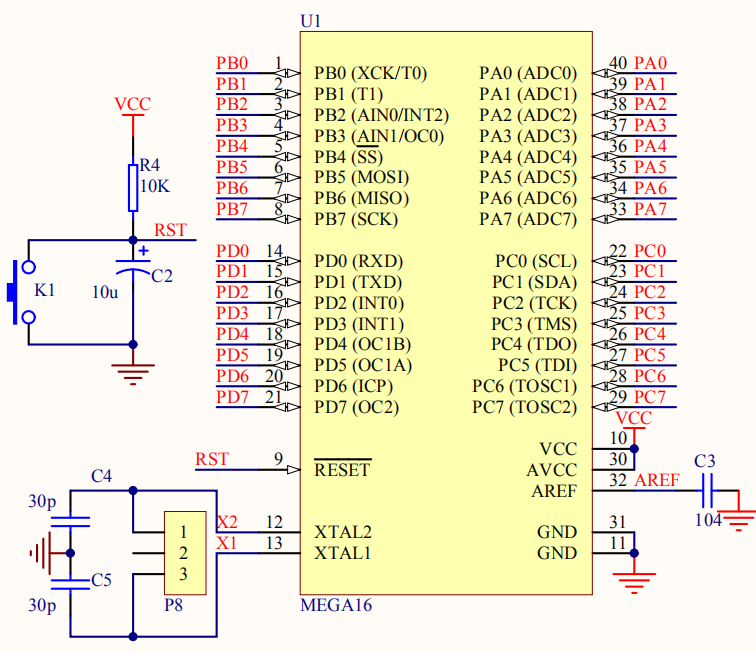 U1
PB0 1 PB0 (XCK/T0) PA0 (ADC0) 40 PA0
PB1 2 PB1 (T1) PA1 (ADC1) 39 PA1
PB2 3 PB2 (AIN0/INT2) PA2 (ADC2) 38 PA2
PB3 4 PB3 (AIN1/OC0) PA3 (ADC3) 37 PA3
PB4 5 PB4 (SS) PA4 (ADC4) 36 PA4
PB5 6 PB5 (MOSI) PA5 (ADC5) 35 PA5
PB6 7 PB6 (MISO) PA6 (ADC6) 34 PA6
PB7 8 PB7 (SCK) PA7 (ADC7) 33 PA7
PD0 14 PD0 (RXD) PC0 (SCL) 22 PC0
PD1 15 PD1 (TXD) PC1 (SDA) 23 PC1
PD2 16 PD2 (INT0) PC2 (TCK) 24 PC2
PD3 17 PD3 (INT1) PC3 (TMS) 25 PC3
PD4 18 PD4 (OC1B) PC4 (TDO) 26 PC4
PD5 19 PD5 (OC1A) PC5 (TDI) 27 PC5
PD6 20 PD6 (ICP) PC6 (TOSC1) 28 PC6
PD7 21 PD7 (OC2) PC7 (TOSC2) 29 PC7
VCC
VCC 10
RST 9 RESET AVCC 30
AREF 32 AREF
C3
104
X2 12 XTAL2 GND 31
X1 13 XTAL1 GND 11
MEGA16
VCC
R4
10K
RST
+
K1
C2
10u
C4
30p
C5
30p
1
2
3
P8